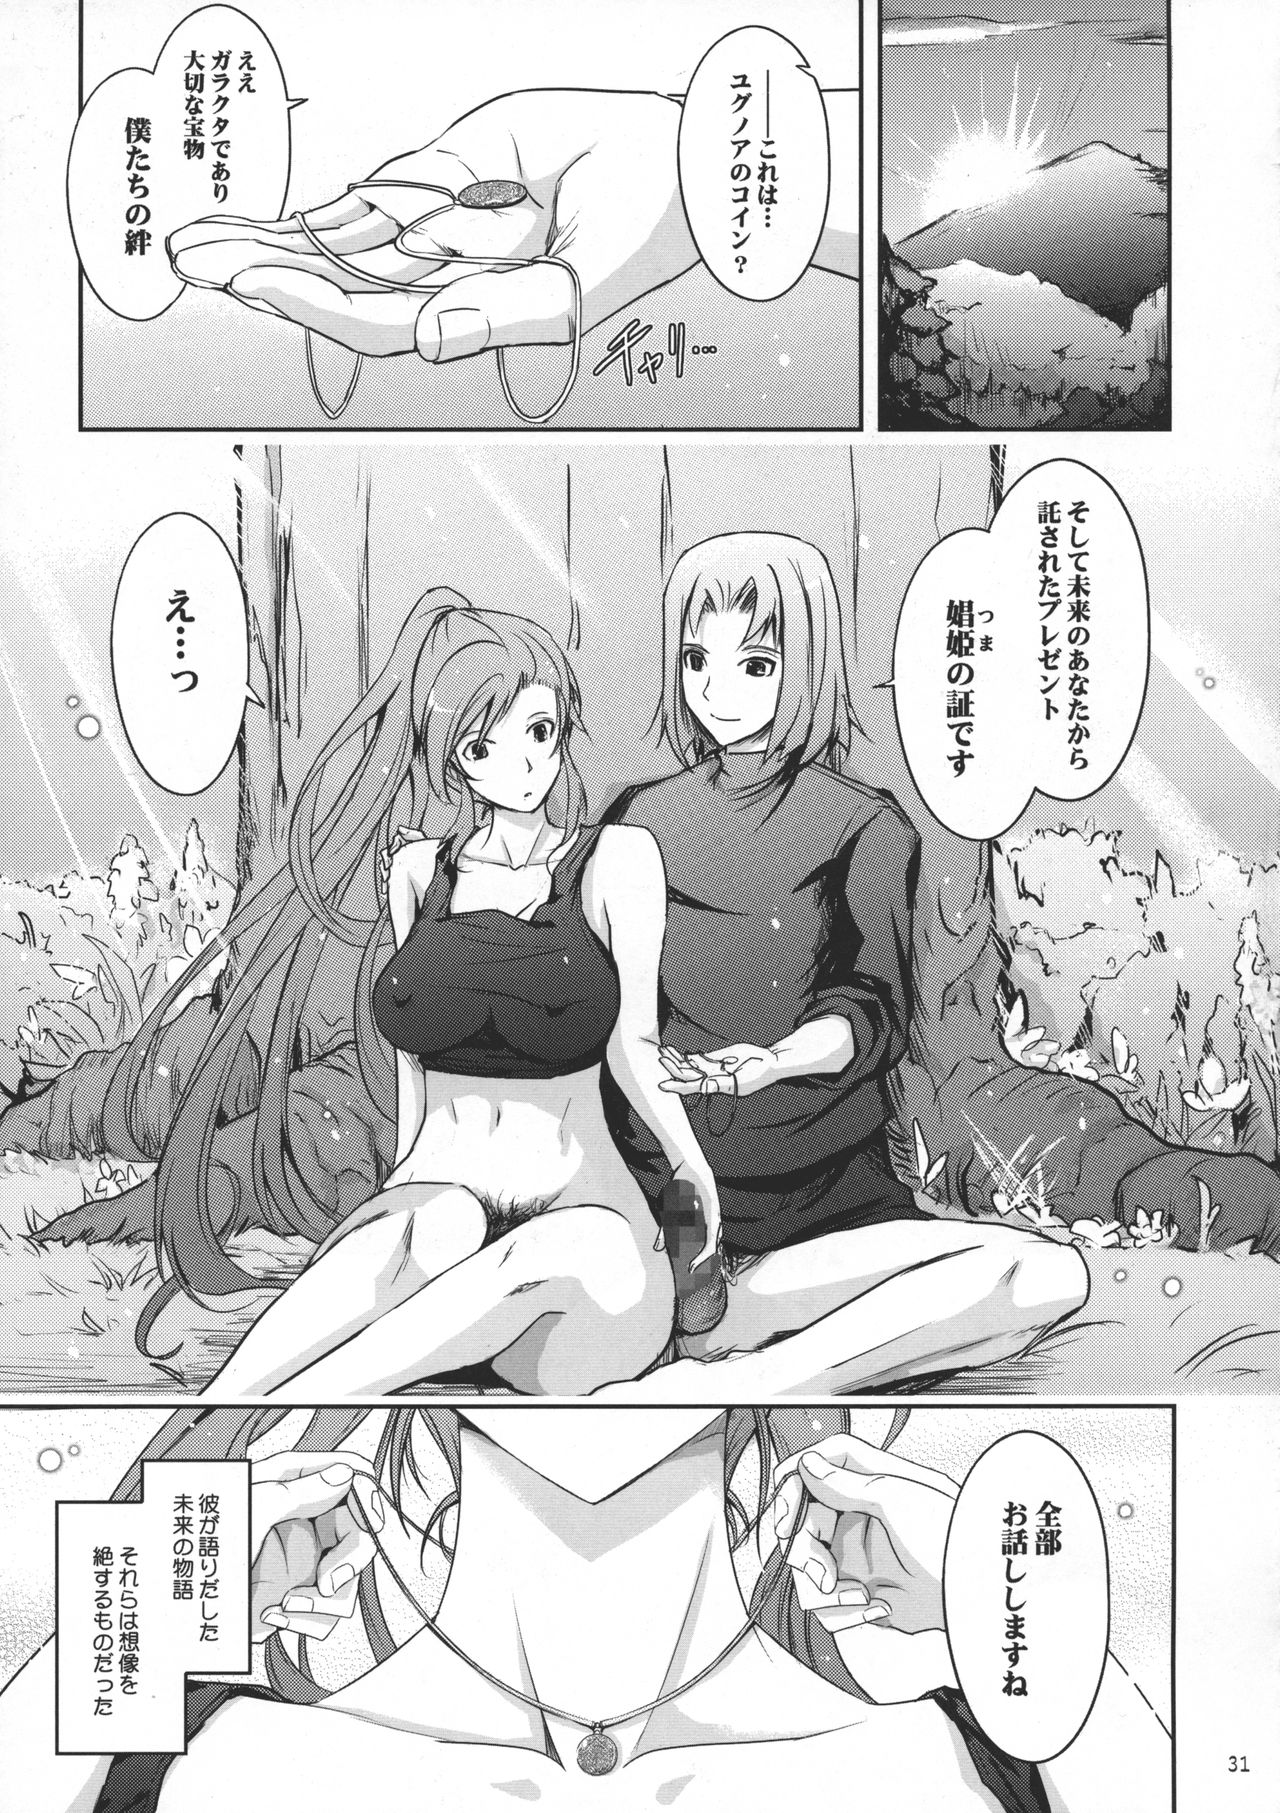 ――これは…
ユグノアのコイン？
チャリ…
ええ
ガラクタであり
大切な宝物
僕たちの絆
そして未来のあなたから
託されたプレゼント
娼姫の証です
つま
え…っ
全部
お話ししますね
彼が語りだした
未来の物語
それらは想像を
絶するものだった
31